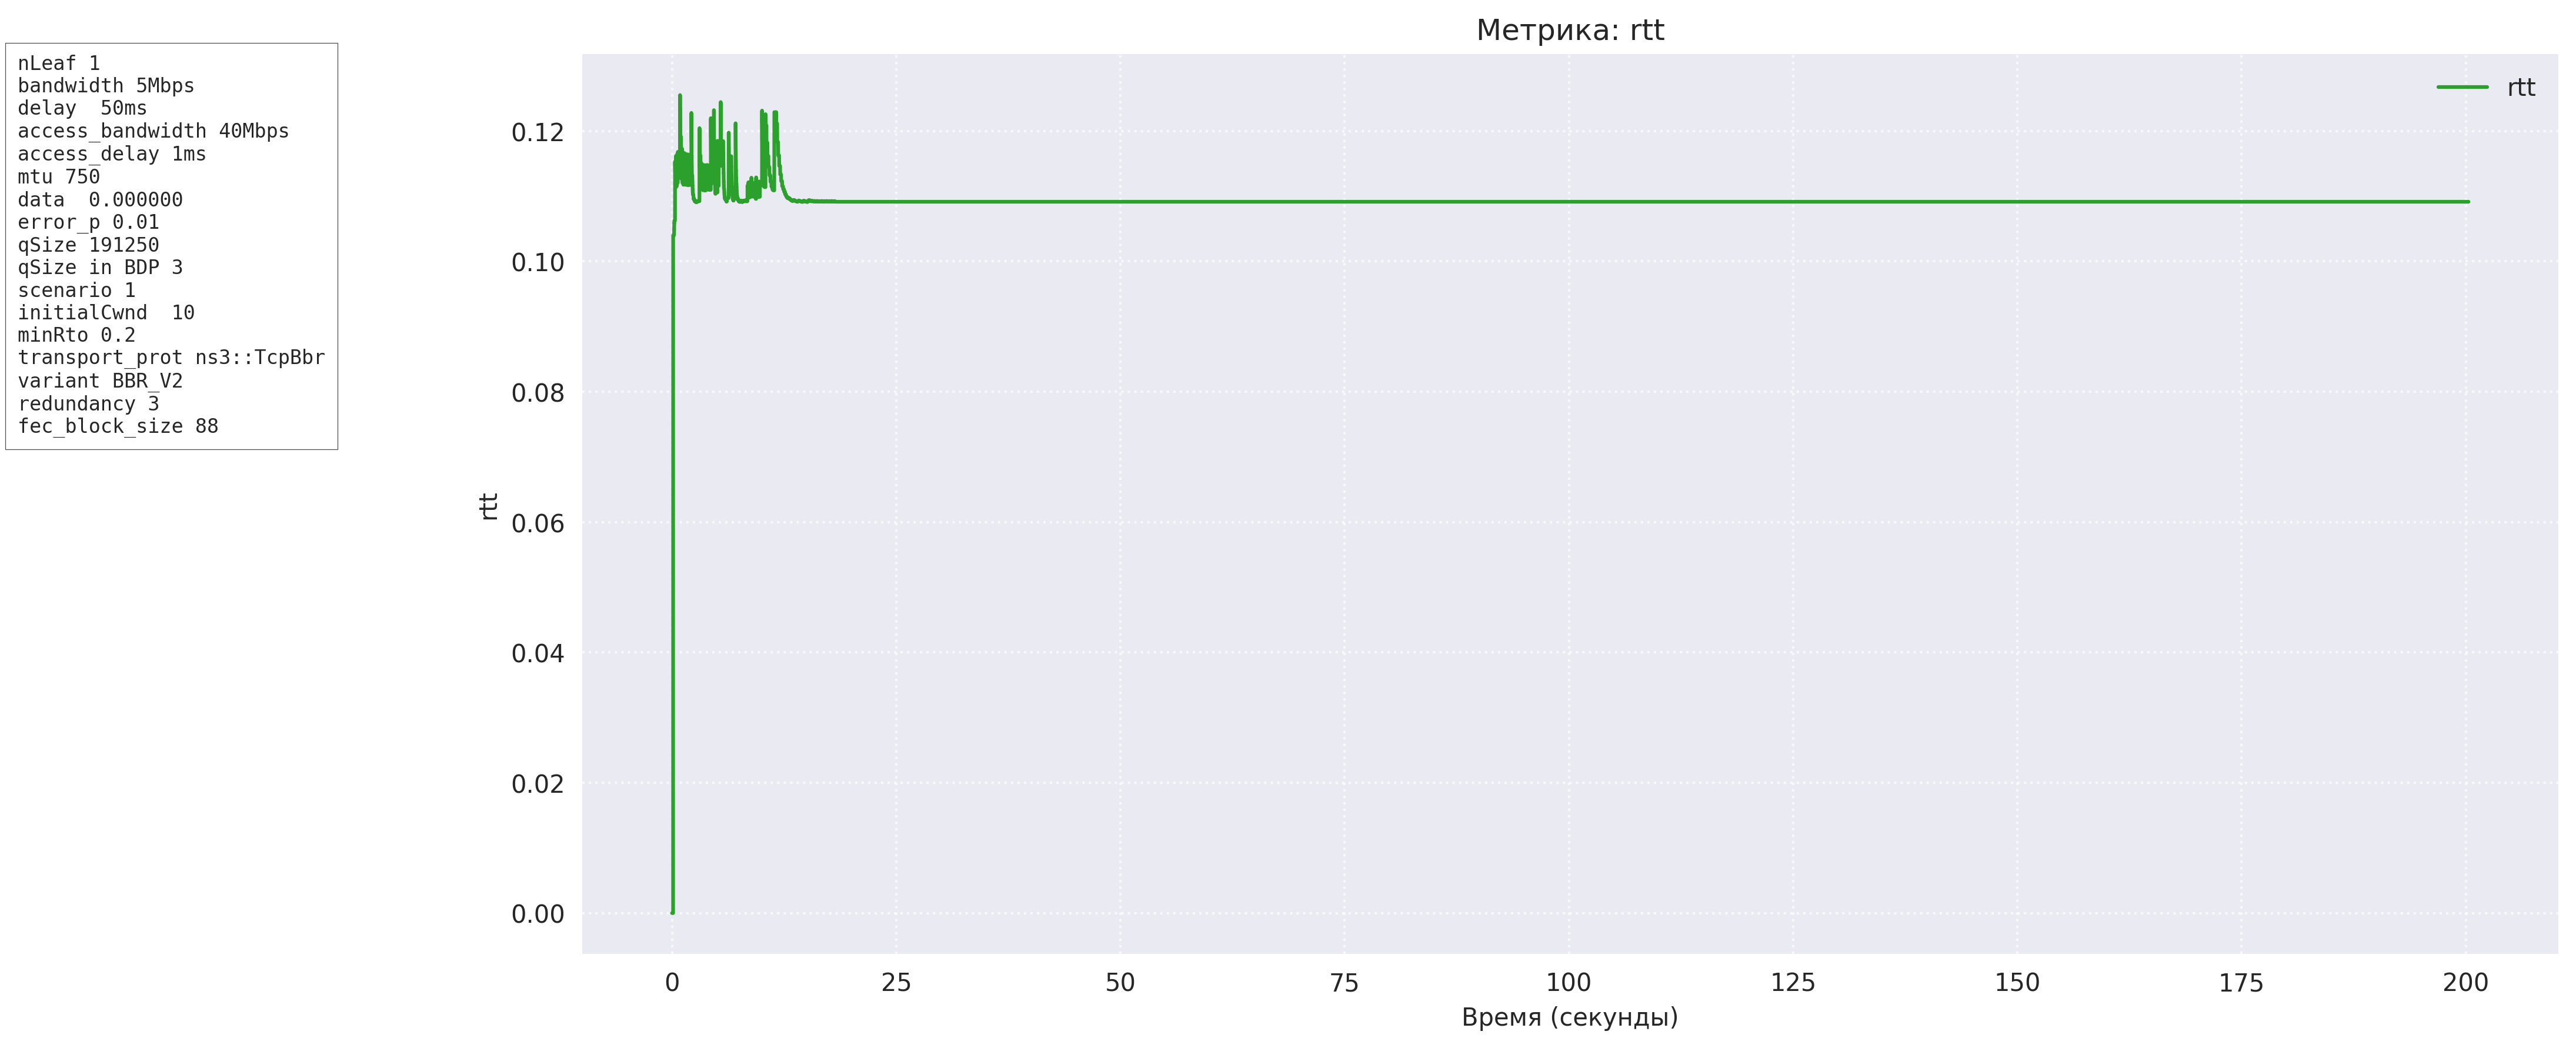 Метрика: rtt
nLeaf 1
bandwidth 5Mbps
delay  50ms
access_bandwidth 40Mbps
access_delay 1ms
mtu 750
data  0.000000
error_p 0.01
qSize 191250
qSize in BDP 3
scenario 1
initialCwnd  10
minRto 0.2
transport_prot ns3::TcpBbr
variant BBR_V2
redundancy 3
fec_block_size 88
rtt
rtt
0.12
0.10
0.08
0.06
0.04
0.02
0.00
0 25 50 75 100 125 150 175 200
Время (секунды)